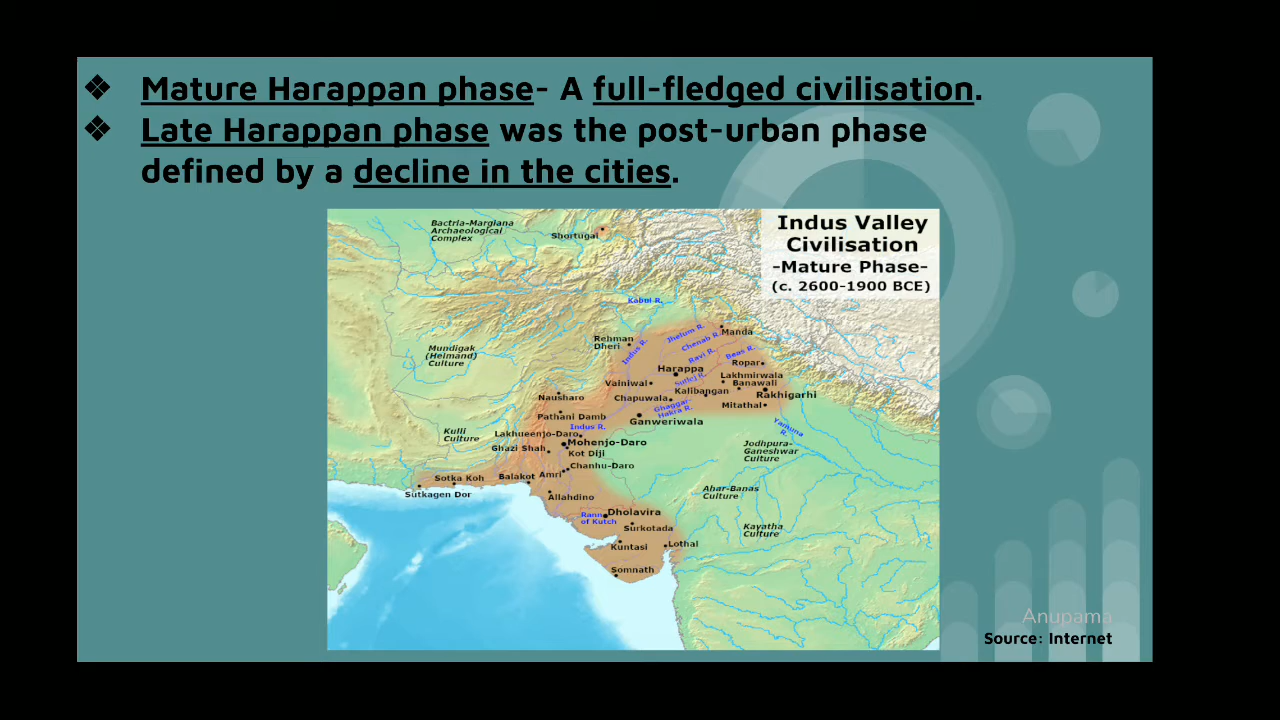 ❖ Mature Harappan phase- A full-fledged civilisation.
❖ Late Harappan phase was the post-urban phase
defined by a decline in the cities.
Indus Valley
Civilisation
-Mature Phase-
(c. 2600-1900 BCE)
Bactria-Margiana
Archaeological
Complex
Shortugai
Kabul R.
Rehman
Dheri
Indus R.
Jhelum R.
Chenab R.
Ravi R.
Beas R.
Sutlej R.
Manda
Mundigak
(Helmand)
Culture
Harappa
Ropar
Vainiwal
Lakhmirwala
Banawali
Kalibangan
Rakhigarhi
Nausharo
Chapuwala
Mitathal
Ghaggar-
Hakra R.
Pathani Damb
Ganweriwala
Indus R.
Yamuna
R.
Kulli
Culture
Lakhueenjo-Daro
Mohenjo-Daro
Ghazi Shah
Kot Diji
Jodhpura-
Ganeshwar
Culture
Chanhu-Daro
Sotka Koh
Balakot
Amri
Sutkagen Dor
Allahdino
Ahar-Banas
Culture
Rann
of Kutch
Dholavira
Surkotada
Kayatha
Culture
Kuntasi
Lothal
Somnath
Anupama
Source: Internet